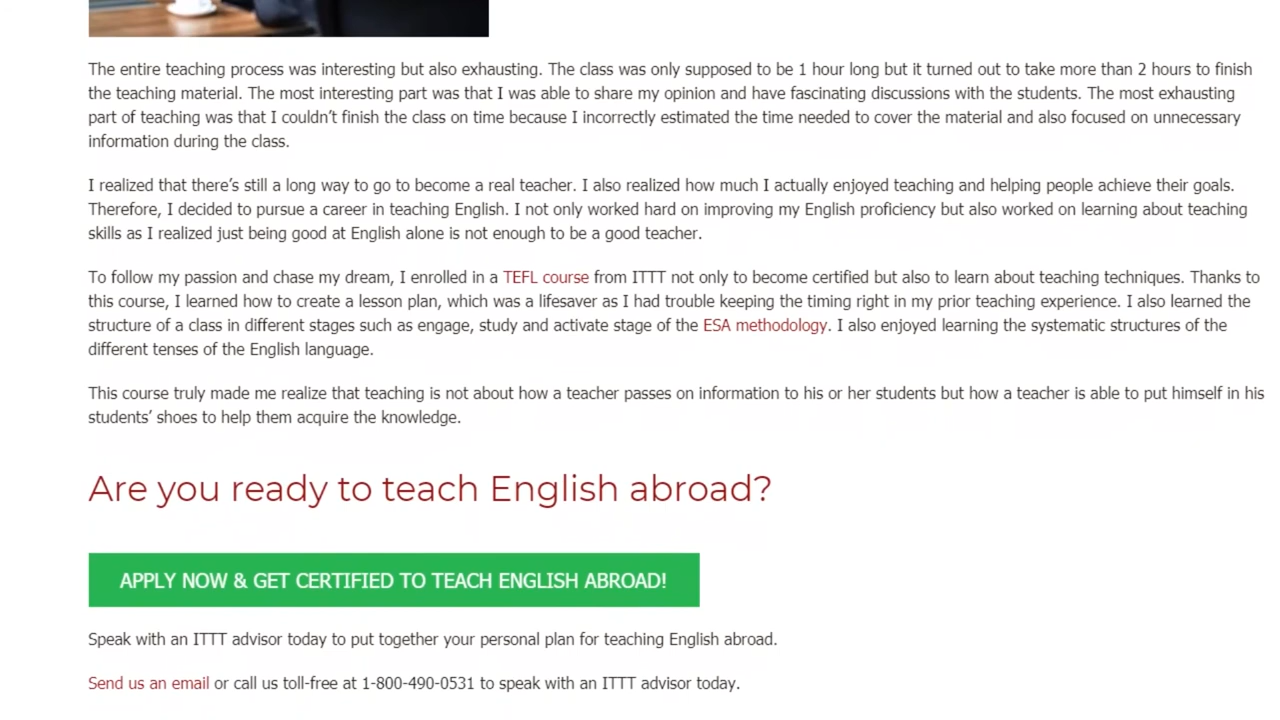 The entire teaching process was interesting but also exhausting. The class was only supposed to be 1 hour long but it turned out to take more than 2 hours to finish
the teaching material. The most interesting part was that I was able to share my opinion and have fascinating discussions with the students. The most exhausting
part of teaching was that I couldn’t finish the class on time because I incorrectly estimated the time needed to cover the material and also focused on unnecessary
information during the class.
I realized that there’s still a long way to go to become a real teacher. I also realized how much I actually enjoyed teaching and helping people achieve their goals.
Therefore, I decided to pursue a career in teaching English. I not only worked hard on improving my English proficiency but also worked on learning about teaching
skills as I realized just being good at English alone is not enough to be a good teacher.
To follow my passion and chase my dream, I enrolled in a TEFL course from ITTT not only to become certified but also to learn about teaching techniques. Thanks to
this course, I learned how to create a lesson plan, which was a lifesaver as I had trouble keeping the timing right in my prior teaching experience. I also learned the
structure of a class in different stages such as engage, study and activate stage of the ESA methodology. I also enjoyed learning the systematic structures of the
different tenses of the English language.
This course truly made me realize that teaching is not about how a teacher passes on information to his or her students but how a teacher is able to put himself in his
students’ shoes to help them acquire the knowledge.
Are you ready to teach English abroad?
APPLY NOW & GET CERTIFIED TO TEACH ENGLISH ABROAD!
Speak with an ITTT advisor today to put together your personal plan for teaching English abroad.
Send us an email or call us toll-free at 1-800-490-0531 to speak with an ITTT advisor today.